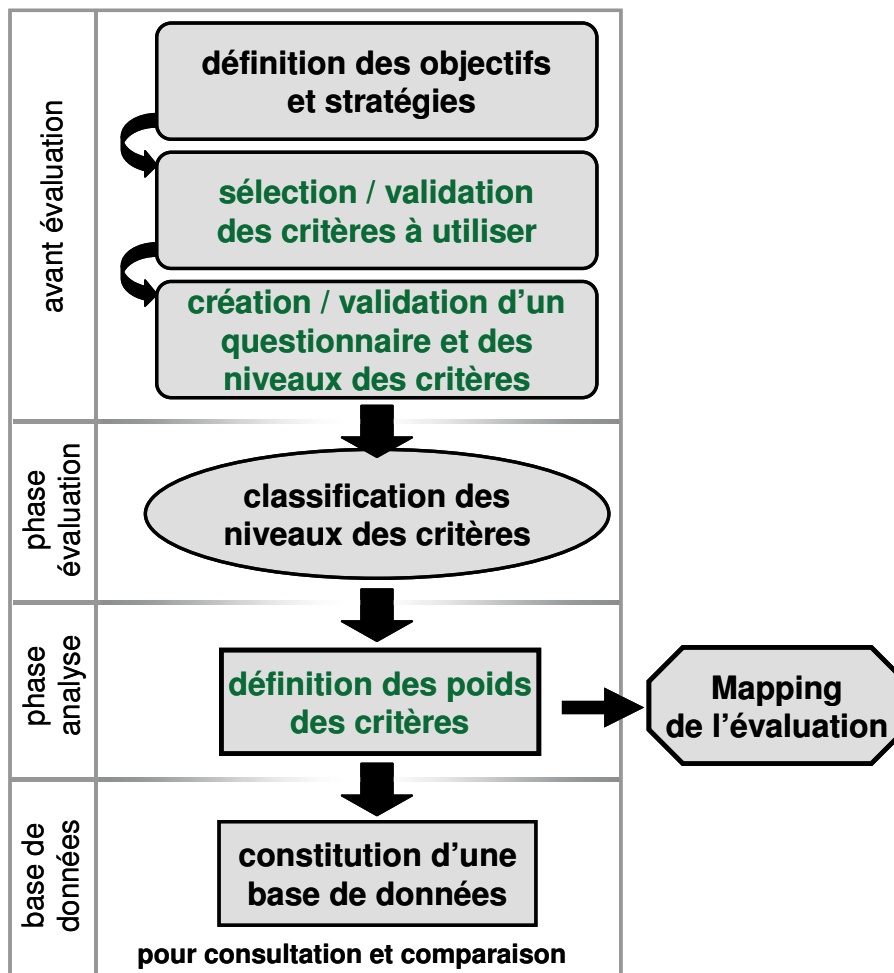 avant évaluation
définition des objectifs
et stratégies
sélection / validation
des critères à utiliser
création / validation d'un
questionnaire et des
niveaux des critères
phase
évaluation
classification des
niveaux des critères
phase
analyse
définition des poids
des critères
Mapping
de l'évaluation
base de
données
constitution d'une
base de données
pour consultation et comparaison